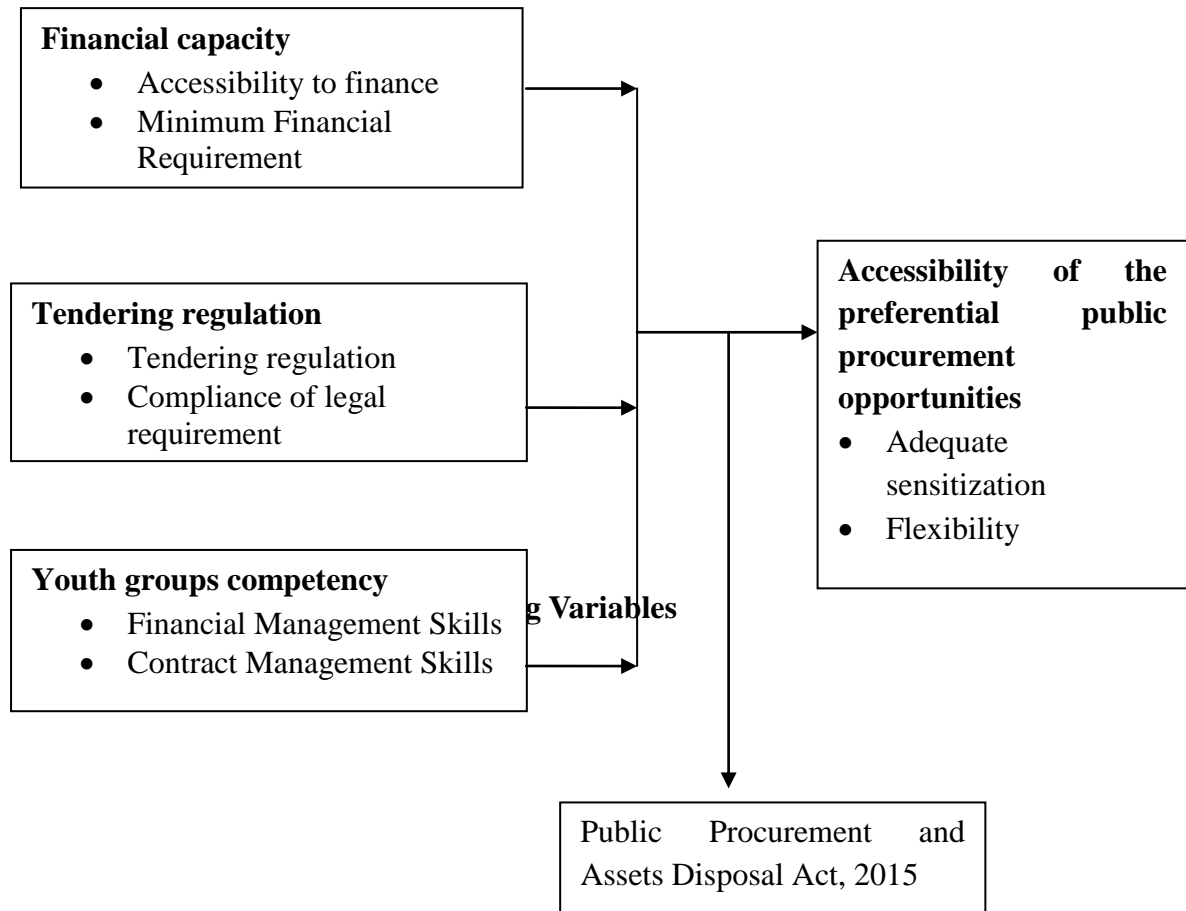 Financial capacity
• Accessibility to finance
• Minimum Financial
Requirement
Tendering regulation
• Tendering regulation
• Compliance of legal
requirement
Youth groups competency
• Financial Management Skills
• Contract Management Skills
g Variables
Accessibility of the
preferential public
procurement
opportunities
• Adequate
sensitization
• Flexibility
Public Procurement and
Assets Disposal Act, 2015